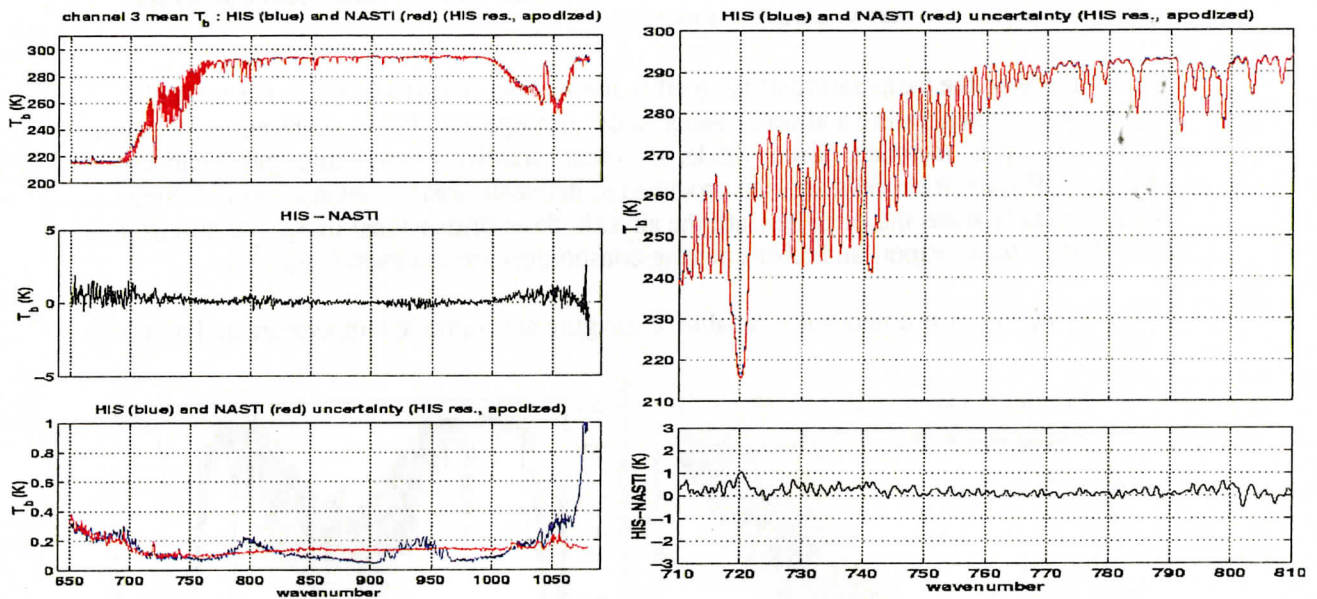 channel 3 mean T_b : HIS (blue) and NASTI (red) (HIS res., apodized)
T_b (K)
300
280
260
240
220
200
HIS – NASTI
T_b (K)
5
0
−5
HIS (blue) and NASTI (red) uncertainty (HIS res., apodized)
T_b (K)
1
0.8
0.6
0.4
0.2
0
650 700 750 800 850 900 950 1000 1050
wavenumber
HIS (blue) and NASTI (red) uncertainty (HIS res., apodized)
T_b (K)
300
290
280
270
260
250
240
230
220
210
HIS−NASTI (K)
3
2
1
0
−1
−2
−3
710 720 730 740 750 760 770 780 790 800 810
wavenumber